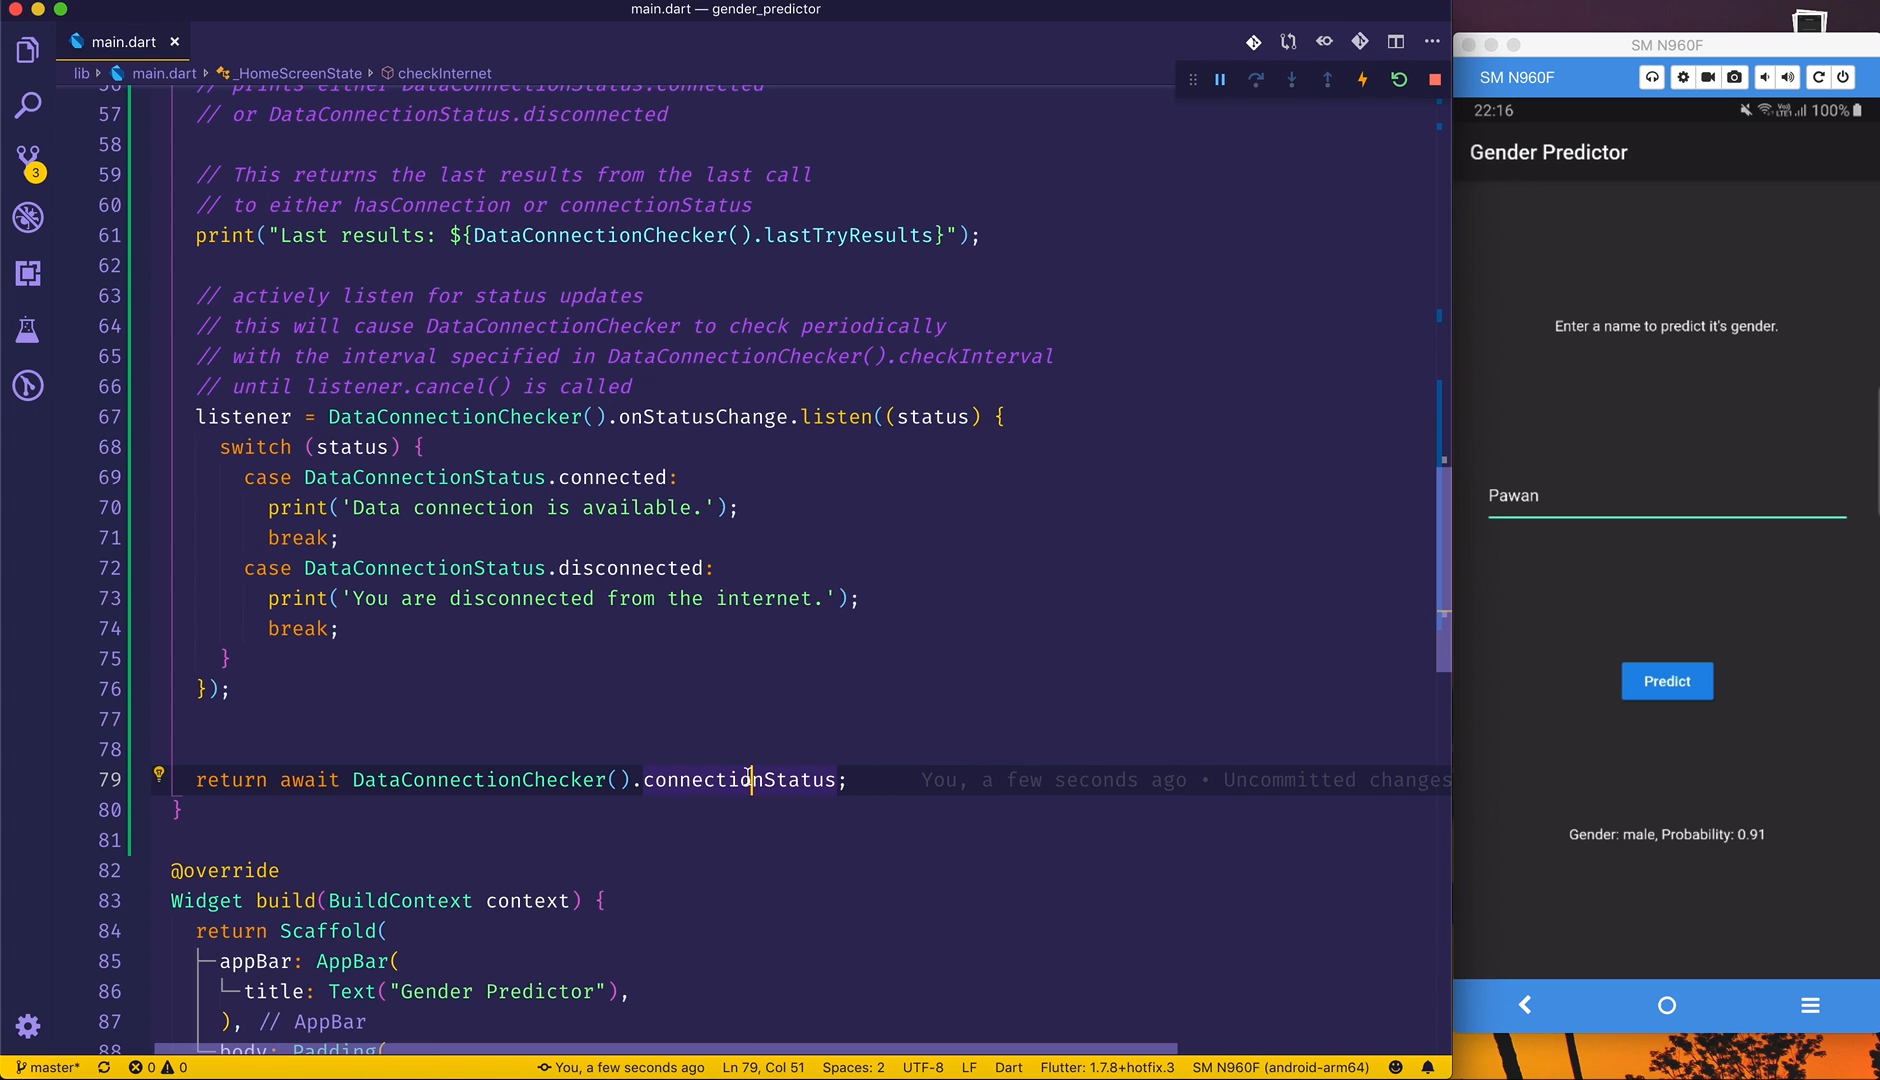 main.dart — gender_predictor
main.dart
lib main.dart _HomeScreenState checkInternet
56 // prints either DataConnectionStatus.connected
57 // or DataConnectionStatus.disconnected
58
59 // This returns the last results from the last call
60 // to either hasConnection or connectionStatus
61 print("Last results: ${DataConnectionChecker().lastTryResults}");
62
63 // actively listen for status updates
64 // this will cause DataConnectionChecker to check periodically
65 // with the interval specified in DataConnectionChecker().checkInterval
66 // until listener.cancel() is called
67 listener = DataConnectionChecker().onStatusChange.listen((status) {
68 switch (status) {
69 case DataConnectionStatus.connected:
70 print('Data connection is available.');
71 break;
72 case DataConnectionStatus.disconnected:
73 print('You are disconnected from the internet.');
74 break;
75 }
76 });
77
78
79 return await DataConnectionChecker().connectionStatus; You, a few seconds ago • Uncommitted changes
80 }
81
82 @override
83 Widget build(BuildContext context) {
84 return Scaffold(
85 appBar: AppBar(
86 title: Text("Gender Predictor"),
87 ), // AppBar
88 body: Padding(
3
master* 0 0 You, a few seconds ago Ln 79, Col 51 Spaces: 2 UTF-8 LF Dart Flutter: 1.7.8+hotfix.3 SM N960F (android-arm64)
SM N960F
SM N960F
22:16 100%
Gender Predictor
Enter a name to predict it's gender.
Pawan
Predict
Gender: male, Probability: 0.91